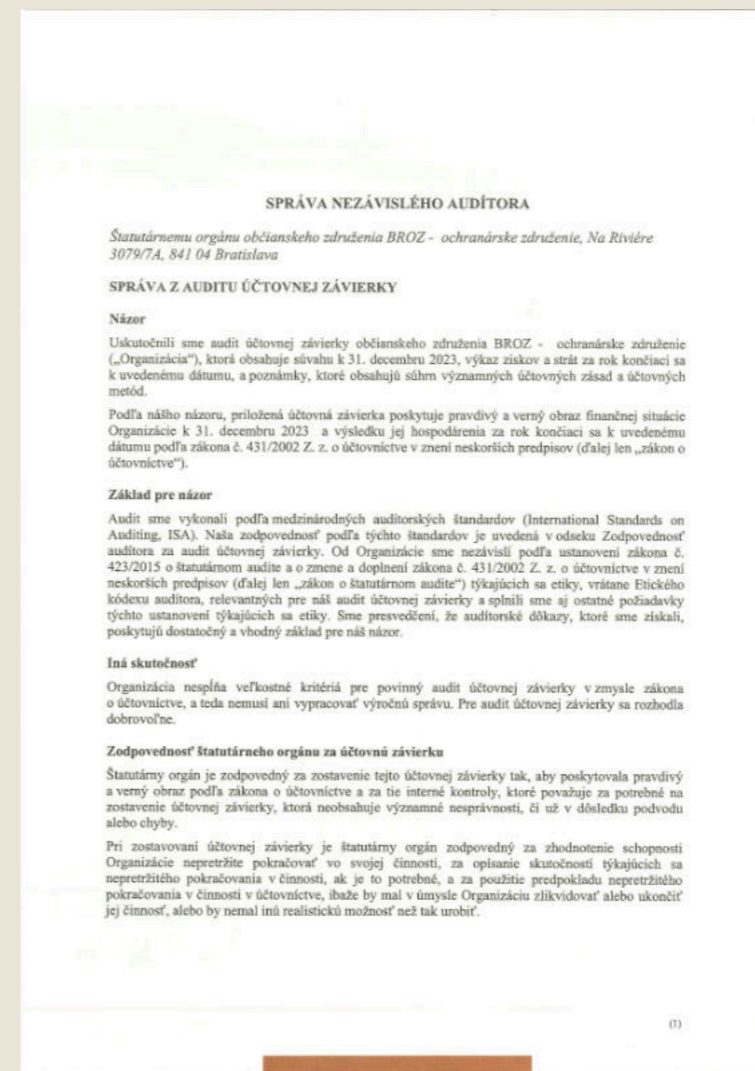 SPRÁVA NEZÁVISLÉHO AUDÍTORA
Štatutárnemu orgánu občianskeho združenia BROZ - ochranárske združenie, Na Riviére
3079/7A, 841 04 Bratislava
SPRÁVA Z AUDITU ÚČTOVNEJ ZÁVIERKY
Názor
Uskutočnili sme audit účtovnej závierky občianskeho združenia BROZ - ochranárske združenie
(„Organizácia“), ktorá obsahuje súvahu k 31. decembru 2023, výkaz ziskov a strát za rok končiaci sa
k uvedenému dátumu, a poznámky, ktoré obsahujú súhrn významných účtovných zásad a účtovných
metód.
Podľa nášho názoru, priložená účtovná závierka poskytuje pravdivý a verný obraz finančnej situácie
Organizácie k 31. decembru 2023 a výsledku jej hospodárenia za rok končiaci sa k uvedenému
dátumu podľa zákona č. 431/2002 Z. z. o účtovníctve v znení neskorších predpisov (ďalej len „zákon o
účtovníctve“).
Základ pre názor
Audit sme vykonali podľa medzinárodných audítorských štandardov (International Standards on
Auditing, ISA). Naša zodpovednosť podľa týchto štandardov je uvedená v odseku Zodpovednosť
audítora za audit účtovnej závierky. Od Organizácie sme nezávislí podľa ustanovení zákona č.
423/2015 o štatutárnom audite a o zmene a doplnení zákona č. 431/2002 Z. z. o účtovníctve v znení
neskorších predpisov (ďalej len „zákon o štatutárnom audite“) týkajúcich sa etiky, vrátane Etického
kódexu audítora, relevantných pre náš audit účtovnej závierky a splnili sme aj ostatné požiadavky
týchto ustanovení týkajúcich sa etiky. Sme presvedčení, že audítorské dôkazy, ktoré sme získali,
poskytujú dostatočný a vhodný základ pre náš názor.
Iná skutočnosť
Organizácia nespĺňa veľkostné kritériá pre povinný audit účtovnej závierky v zmysle zákona
o účtovníctve, a teda nemusí ani vypracovať výročnú správu. Pre audit účtovnej závierky sa rozhodla
dobrovoľne.
Zodpovednosť štatutárneho orgánu za účtovnú závierku
Štatutárny orgán je zodpovedný za zostavenie tejto účtovnej závierky tak, aby poskytovala pravdivý
a verný obraz podľa zákona o účtovníctve a za tie interné kontroly, ktoré považuje za potrebné na
zostavenie účtovnej závierky, ktorá neobsahuje významné nesprávnosti, či už v dôsledku podvodu
alebo chyby.
Pri zostavovaní účtovnej závierky je štatutárny orgán zodpovedný za zhodnotenie schopnosti
Organizácie nepretržite pokračovať vo svojej činnosti, za opísanie skutočností týkajúcich sa
nepretržitého pokračovania v činnosti, ak je to potrebné, a za použitie predpokladu nepretržitého
pokračovania v činnosti v účtovníctve, ibaže by mal v úmysle Organizáciu zlikvidovať alebo ukončiť
jej činnosť, alebo by nemal inú realistickú možnosť než tak urobiť.
(1)